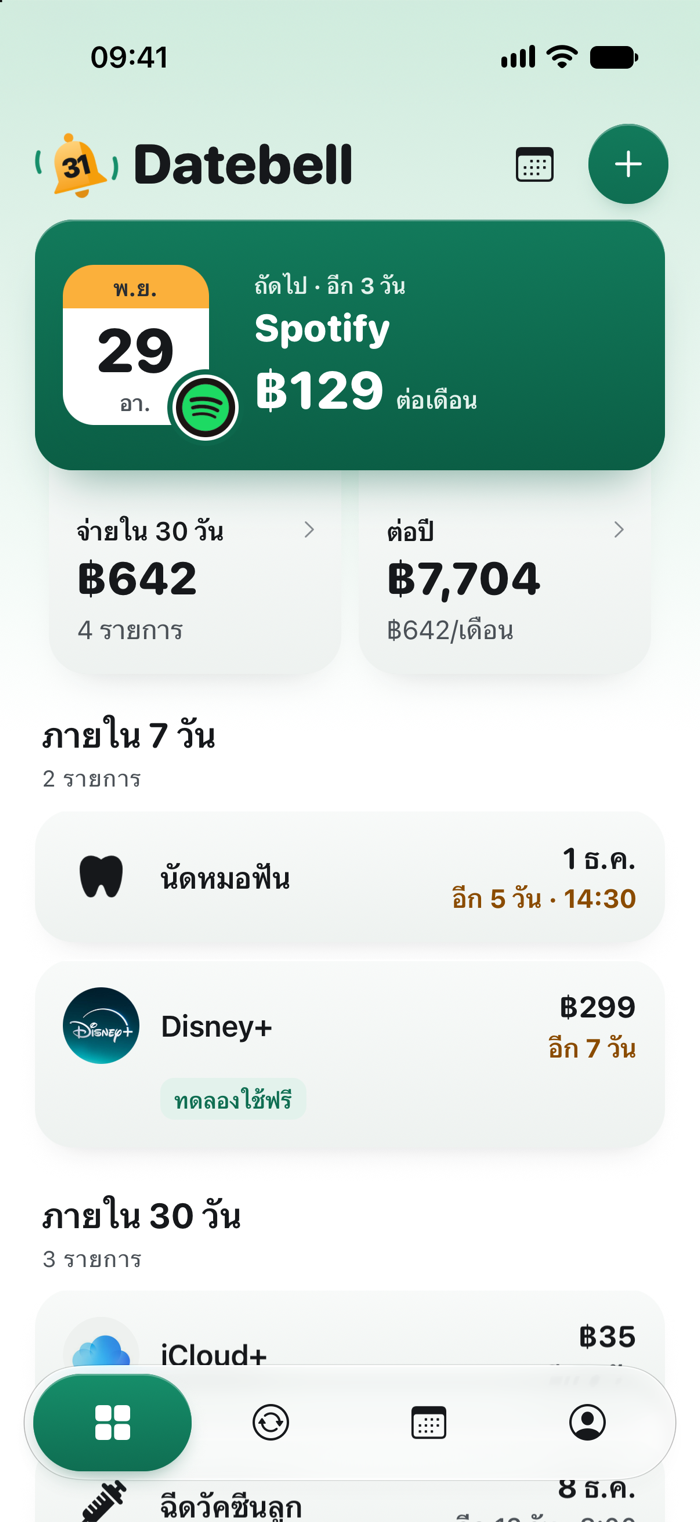 09:41
31 Datebell
พ.ย.
29
อา.
ถัดไป · อีก 3 วัน
Spotify
฿129 ต่อเดือน
จ่ายใน 30 วัน
฿642
4 รายการ
ต่อปี
฿7,704
฿642/เดือน
ภายใน 7 วัน
2 รายการ
นัดหมอฟัน
1 ธ.ค.
อีก 5 วัน · 14:30
Disney+
Disney+
฿299
อีก 7 วัน
ทดลองใช้ฟรี
ภายใน 30 วัน
3 รายการ
iCloud+
฿35
ฉีดวัคซีนลูก
8 ธ.ค.